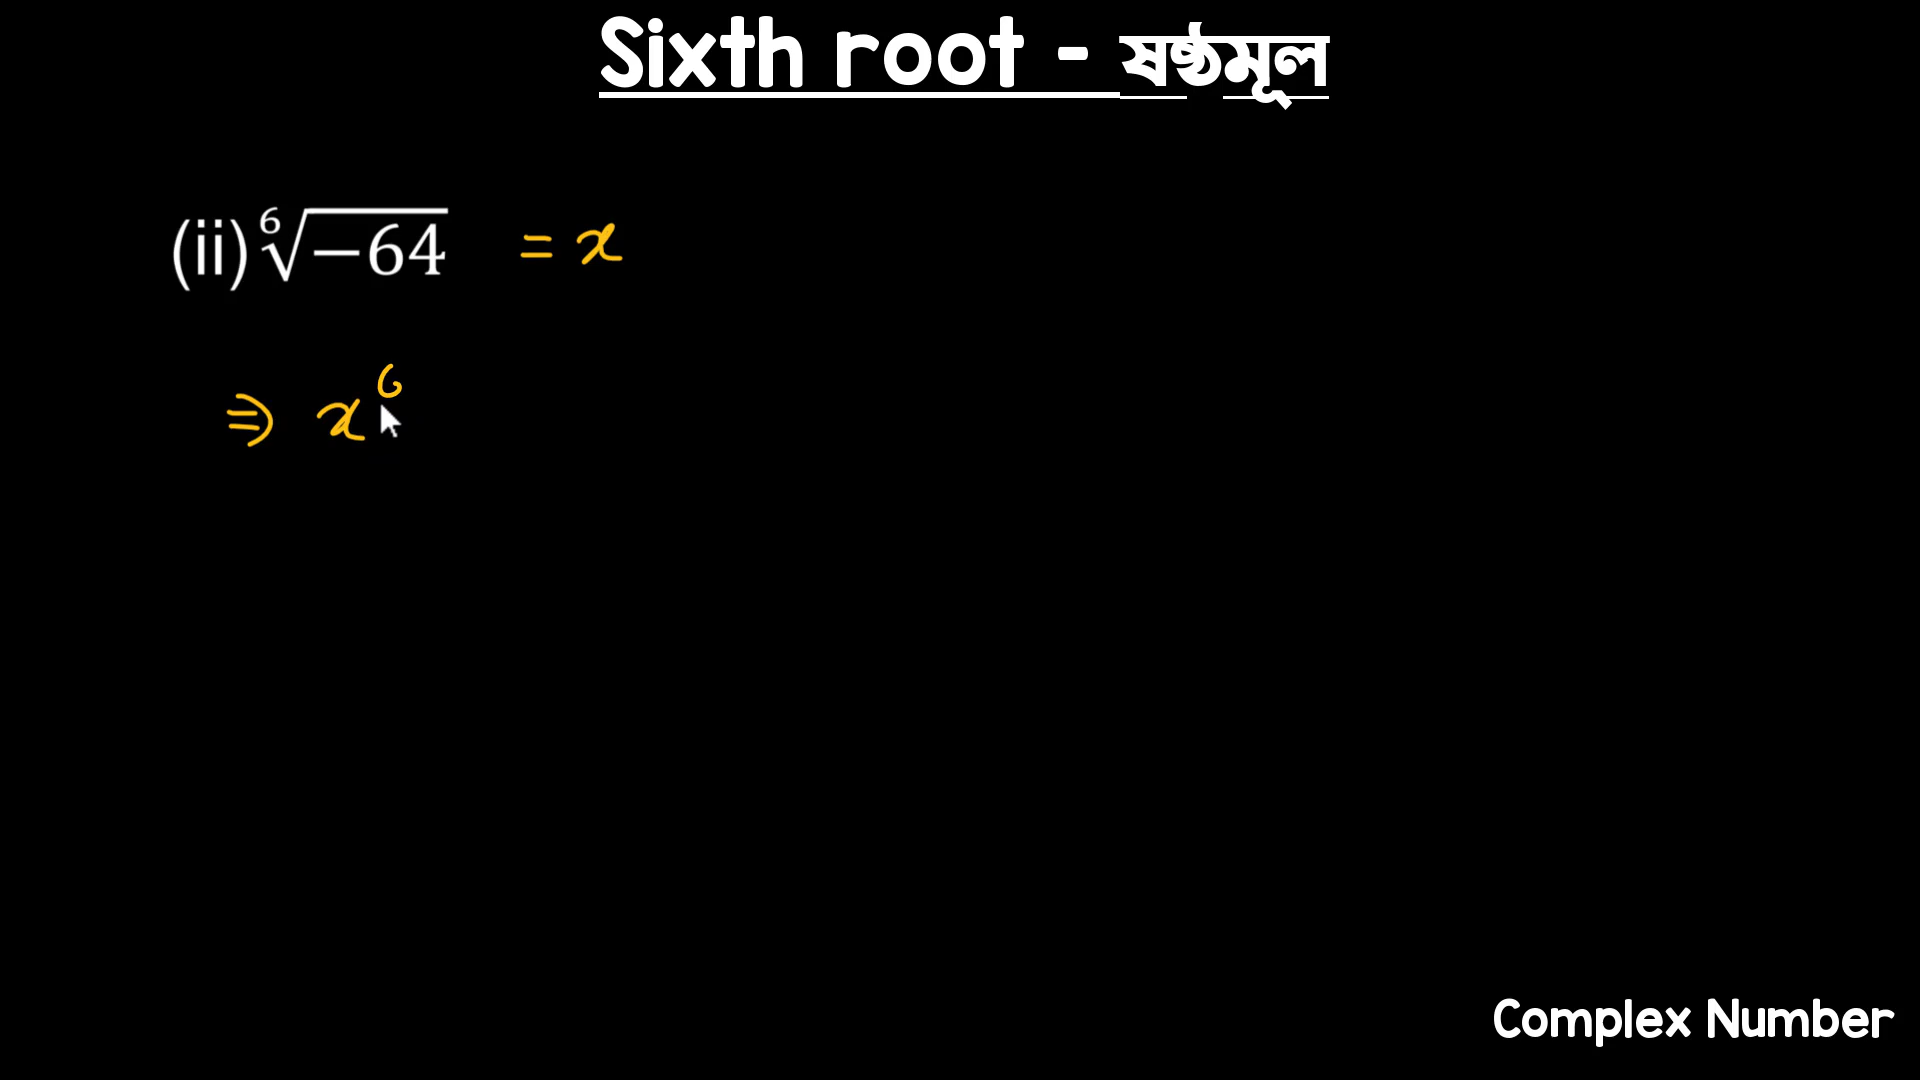 Sixth root - ষষ্ঠমূল
(ii) ⁶√−64 = x
⇒ x⁶
Complex Number